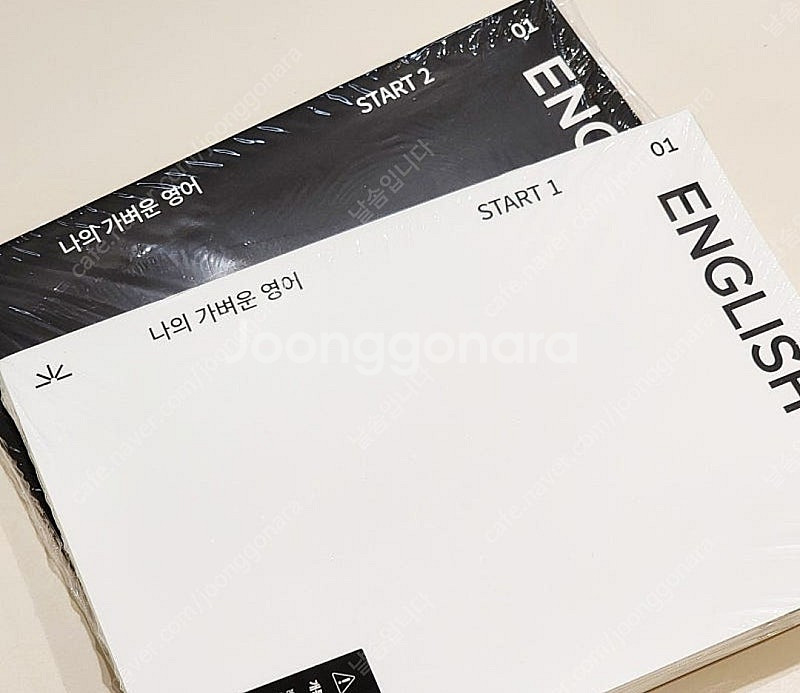 01
START 2
ENG
나의 가벼운 영어
01
START 1
ENGLISH
나의 가벼운 영어
Joonggonara
cafe.naver.com/joonggonara
날솜입니다